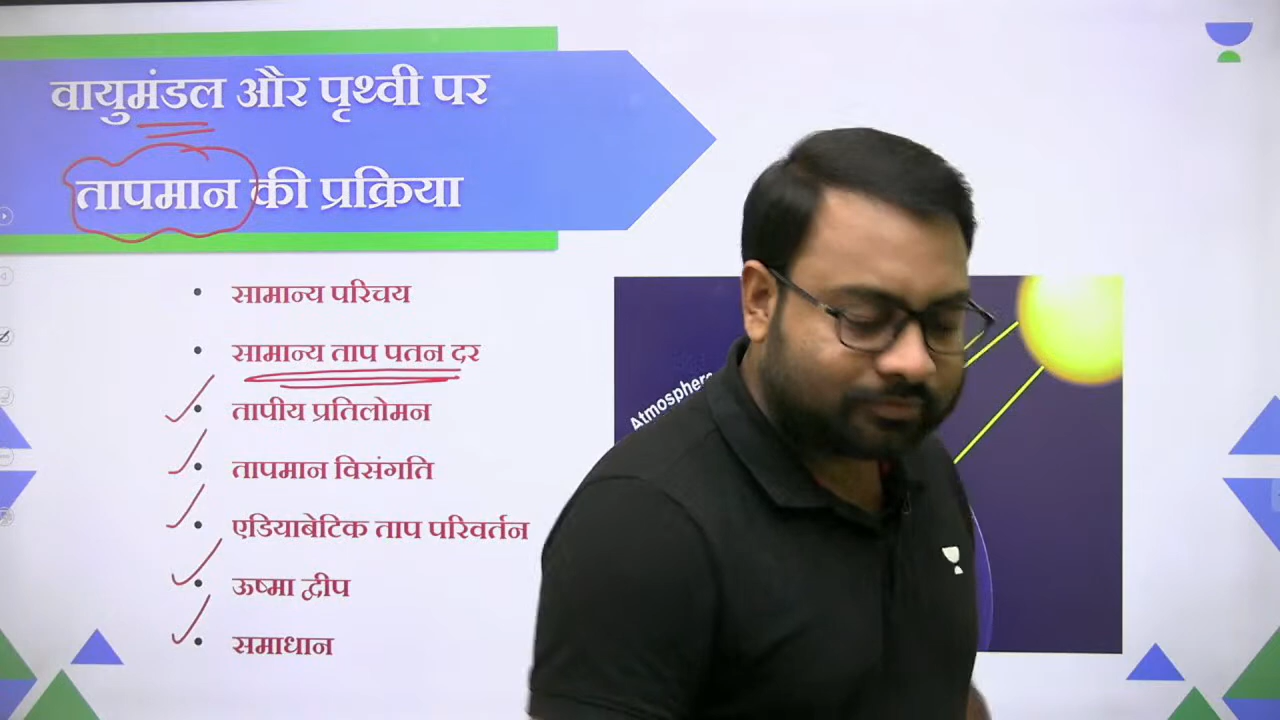 वायुमंडल और पृथ्वी पर
तापमान की प्रक्रिया
• सामान्य परिचय
• सामान्य ताप पतन दर
• तापीय प्रतिलोमन
• तापमान विसंगति
• एडियाबेटिक ताप परिवर्तन
• ऊष्मा द्वीप
• समाधान
Atmosphere